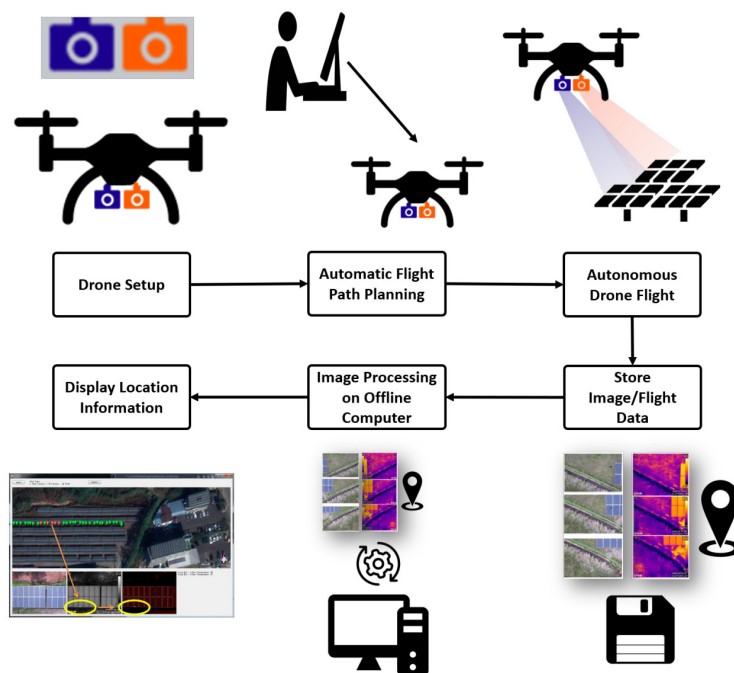 Drone Setup
Automatic Flight
Path Planning
Autonomous
Drone Flight
Display Location
Information
Image Processing
on Offline
Computer
Store
Image/Flight
Data